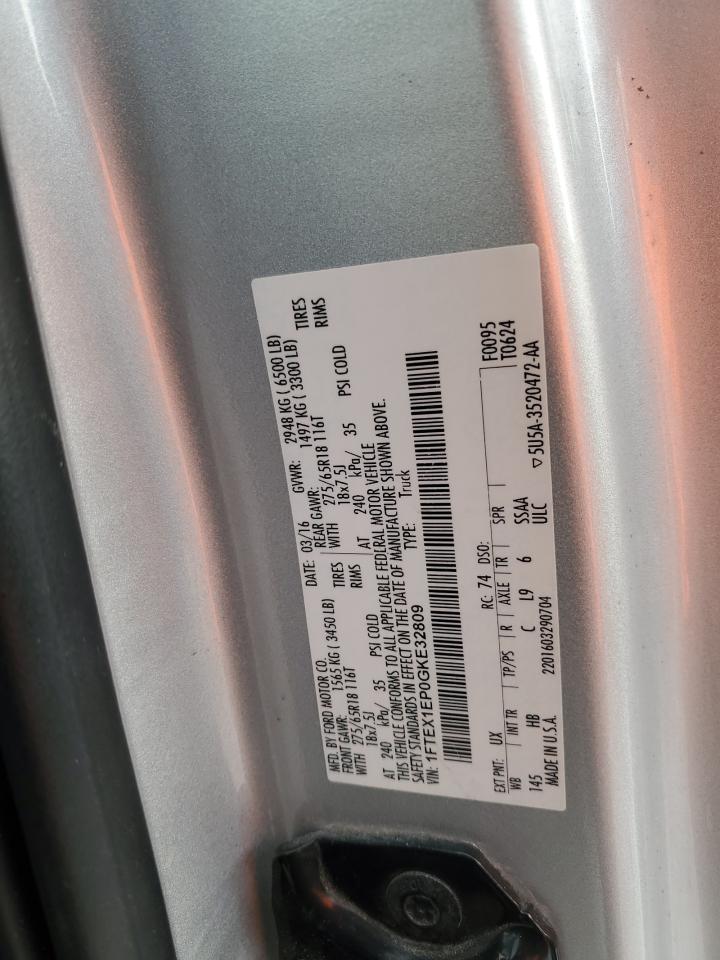 MFD. BY FORD MOTOR CO.
DATE: 03/16 GVWR: 2948 KG ( 6500 LB)
FRONT GAWR: 1565 KG ( 3450 LB) REAR GAWR: 1497 KG ( 3300 LB)
WITH 275/65R18 116T TIRES WITH 275/65R18 116T TIRES
18x7.5J RIMS 18x7.5J RIMS
AT 240 kPa/ 35 PSI COLD AT 240 kPa/ 35 PSI COLD
THIS VEHICLE CONFORMS TO ALL APPLICABLE FEDERAL MOTOR VEHICLE
SAFETY STANDARDS IN EFFECT ON THE DATE OF MANUFACTURE SHOWN ABOVE.
VIN: 1FTEX1EP0GKE32809 TYPE: Truck
EXT PNT: UX RC: 74 DSO: F0095
WB INT TR TP/PS R AXLE TR SPR T0624
145 HB C L9 6 SSAA ▽5U5A-3520472-AA
MADE IN U.S.A. 2201603290704 ULC